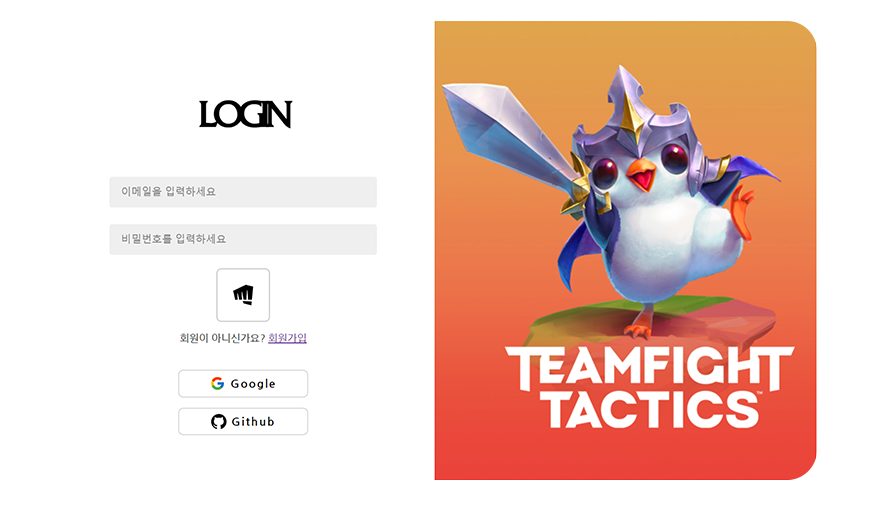 LOGIN
이메일을 입력하세요
비밀번호를 입력하세요
회원이 아니신가요? 회원가입
Google
Github
TEAMFIGHT
TACTICS™